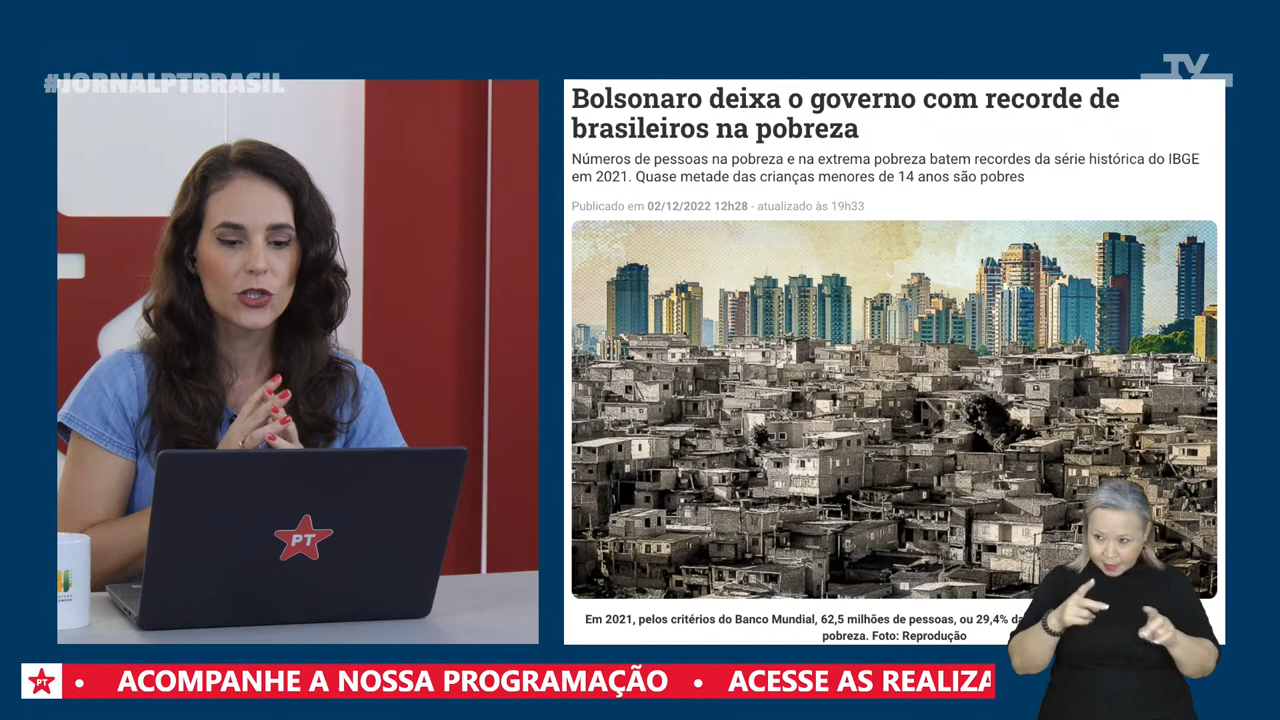 #JORNALPTBRASIL
TV
Bolsonaro deixa o governo com recorde de
brasileiros na pobreza
Números de pessoas na pobreza e na extrema pobreza batem recordes da série histórica do IBGE
em 2021. Quase metade das crianças menores de 14 anos são pobres
Publicado em 02/12/2022 12h28 - atualizado às 19h33
PT
Em 2021, pelos critérios do Banco Mundial, 62,5 milhões de pessoas, ou 29,4% da
pobreza. Foto: Reprodução
PT • ACOMPANHE A NOSSA PROGRAMAÇÃO • ACESSE AS REALIZA